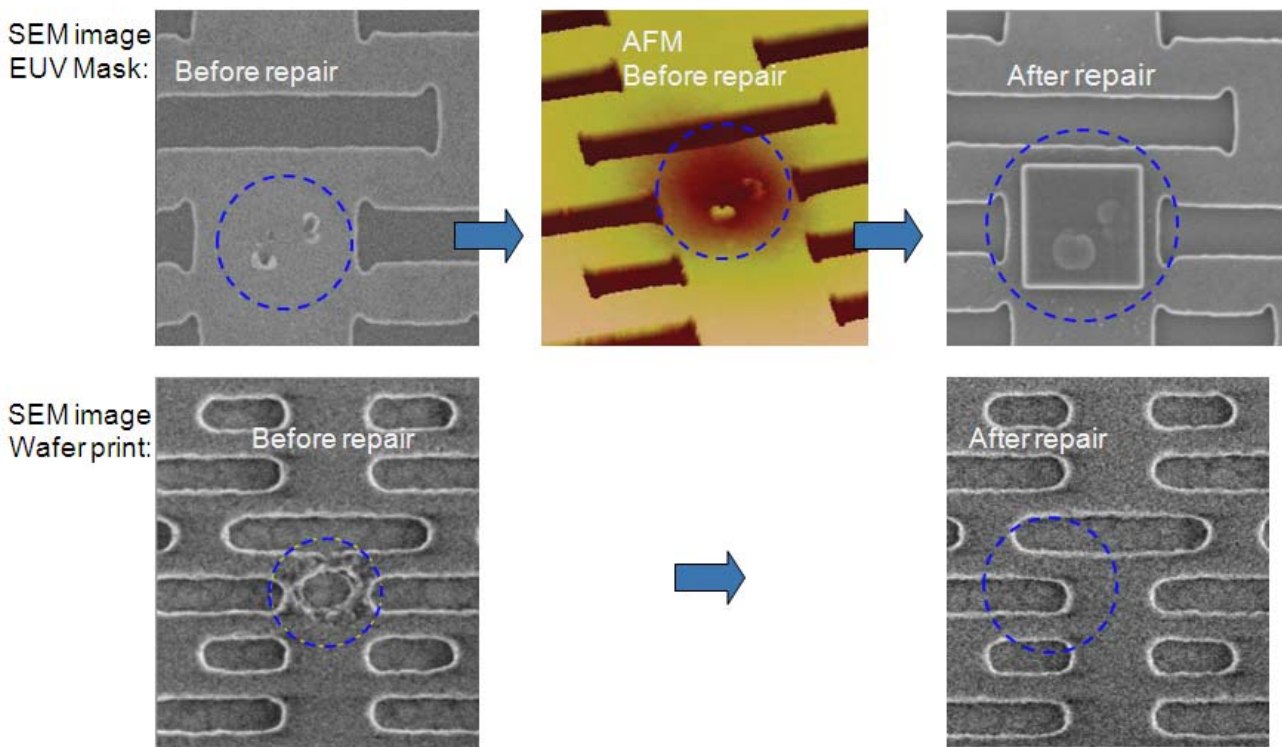 SEM image
EUV Mask:
Before repair
AFM
Before repair
After repair
SEM image
Wafer print:
Before repair
After repair